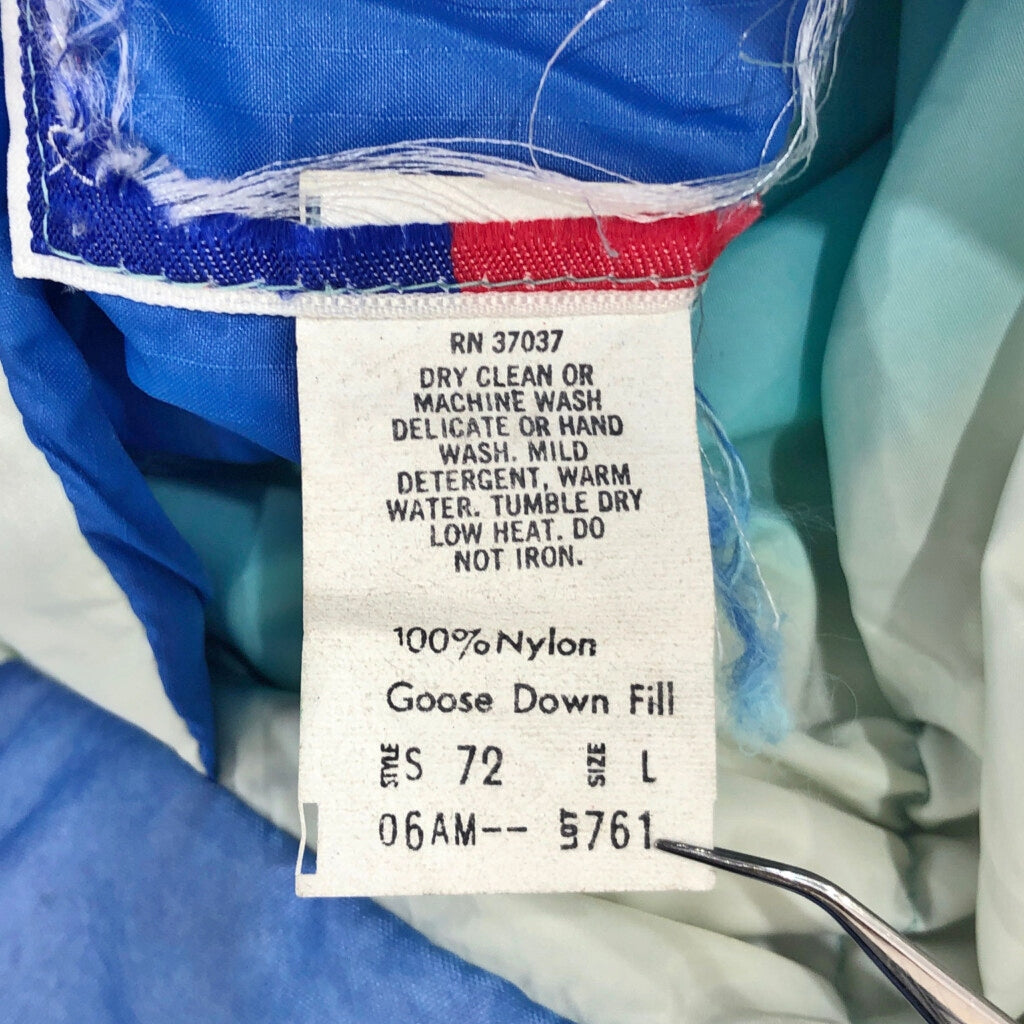 RN 37037
DRY CLEAN OR
MACHINE WASH
DELICATE OR HAND
WASH. MILD
DETERGENT, WARM
WATER. TUMBLE DRY
LOW HEAT. DO
NOT IRON.
100% Nylon
Goose Down Fill
STYLE S 72 SIZE L
06AM-- LOT 761